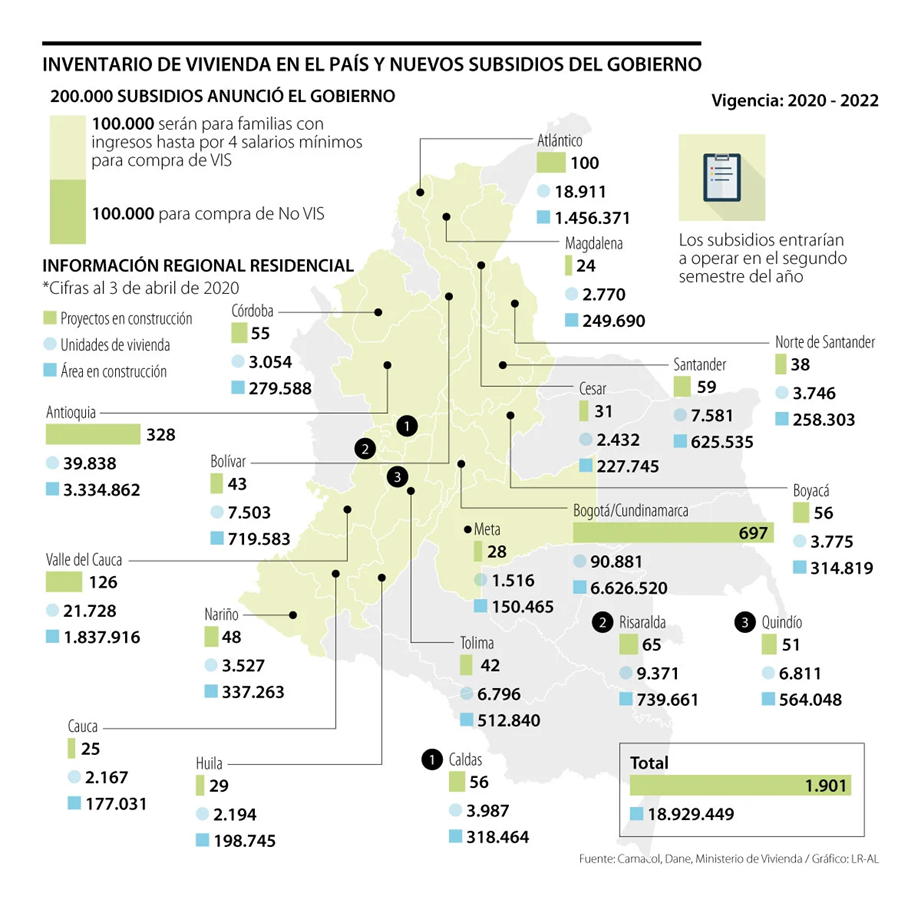 INVENTARIO DE VIVIENDA EN EL PAÍS Y NUEVOS SUBSIDIOS DEL GOBIERNO
200.000 SUBSIDIOS ANUNCIÓ EL GOBIERNO
100.000 serán para familias con
ingresos hasta por 4 salarios mínimos
para compra de VIS
100.000 para compra de No VIS
Vigencia: 2020 - 2022
Los subsidios entrarían
a operar en el segundo
semestre del año
INFORMACIÓN REGIONAL RESIDENCIAL
*Cifras al 3 de abril de 2020
Proyectos en construcción
Unidades de vivienda
Área en construcción
Atlántico
100
18.911
1.456.371
Magdalena
24
2.770
249.690
Córdoba
55
3.054
279.588
Norte de Santander
38
3.746
258.303
Santander
59
7.581
625.535
Cesar
31
2.432
227.745
Antioquia
328
39.838
3.334.862
Bolívar
43
7.503
719.583
1
2
3
Boyacá
56
3.775
314.819
Bogotá/Cundinamarca
697
90.881
6.626.520
Meta
28
1.516
150.465
Valle del Cauca
126
21.728
1.837.916
Nariño
48
3.527
337.263
Tolima
42
6.796
512.840
2 Risaralda
65
9.371
739.661
3 Quindío
51
6.811
564.048
Cauca
25
2.167
177.031
Huila
29
2.194
198.745
1 Caldas
56
3.987
318.464
Total
1.901
18.929.449
Fuente: Camacol, Dane, Ministerio de Vivienda / Gráfico: LR-AL